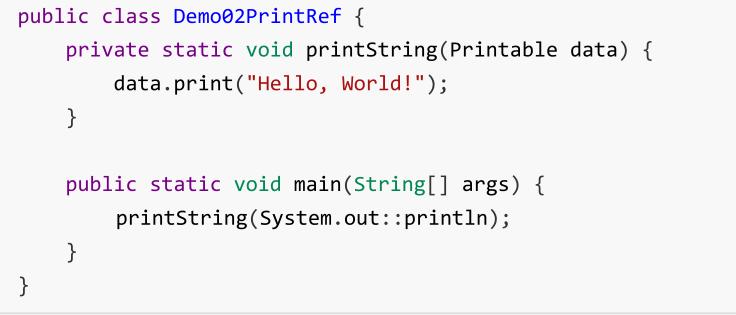 public class Demo02PrintRef {
    private static void printString(Printable data) {
        data.print("Hello, World!");
    }

    public static void main(String[] args) {
        printString(System.out::println);
    }
}